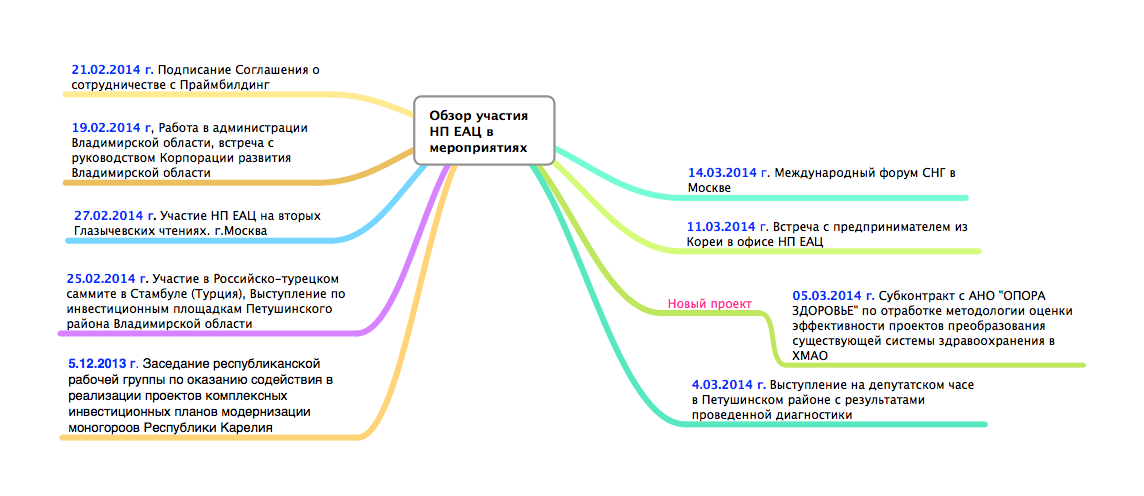 Обзор участия
НП ЕАЦ в
мероприятиях
21.02.2014 г. Подписание Соглашения о
сотрудничестве с Праймбилдинг
19.02.2014 г, Работа в администрации
Владимирской области, встреча с
руководством Корпорации развития
Владимирской области
27.02.2014 г. Участие НП ЕАЦ на вторых
Глазычевских чтениях. г.Москва
25.02.2014 г. Участие в Российско-турецком
саммите в Стамбуле (Турция), Выступление по
инвестиционным площадкам Петушинского
района Владимирской области
5.12.2013 г. Заседание республиканской
рабочей группы по оказанию содействия в
реализации проектов комплексных
инвестиционных планов модернизации
моногороов Республики Карелия
14.03.2014 г. Международный форум СНГ в
Москве
11.03.2014 г. Встреча с предпринимателем из
Кореи в офисе НП ЕАЦ
Новый проект
05.03.2014 г. Субконтракт с АНО "ОПОРА
ЗДОРОВЬЕ" по отработке методологии оценки
эффективности проектов преобразования
существующей системы здравоохранения в
ХМАО
4.03.2014 г. Выступление на депутатском часе
в Петушинском районе с результатами
проведенной диагностики